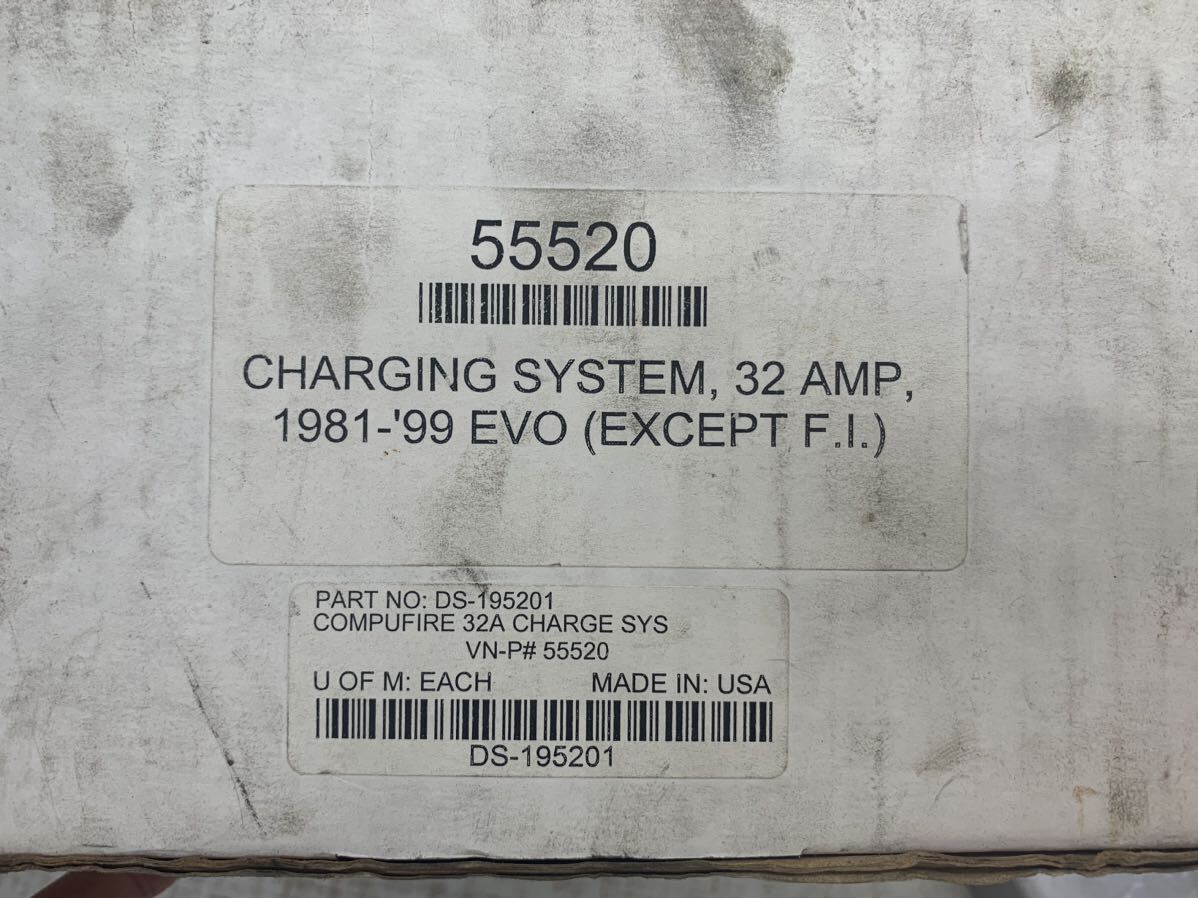 55520
CHARGING SYSTEM, 32 AMP,
1981-'99 EVO (EXCEPT F.I.)
PART NO: DS-195201
COMPUFIRE 32A CHARGE SYS
VN-P# 55520
U OF M: EACH MADE IN: USA
DS-195201